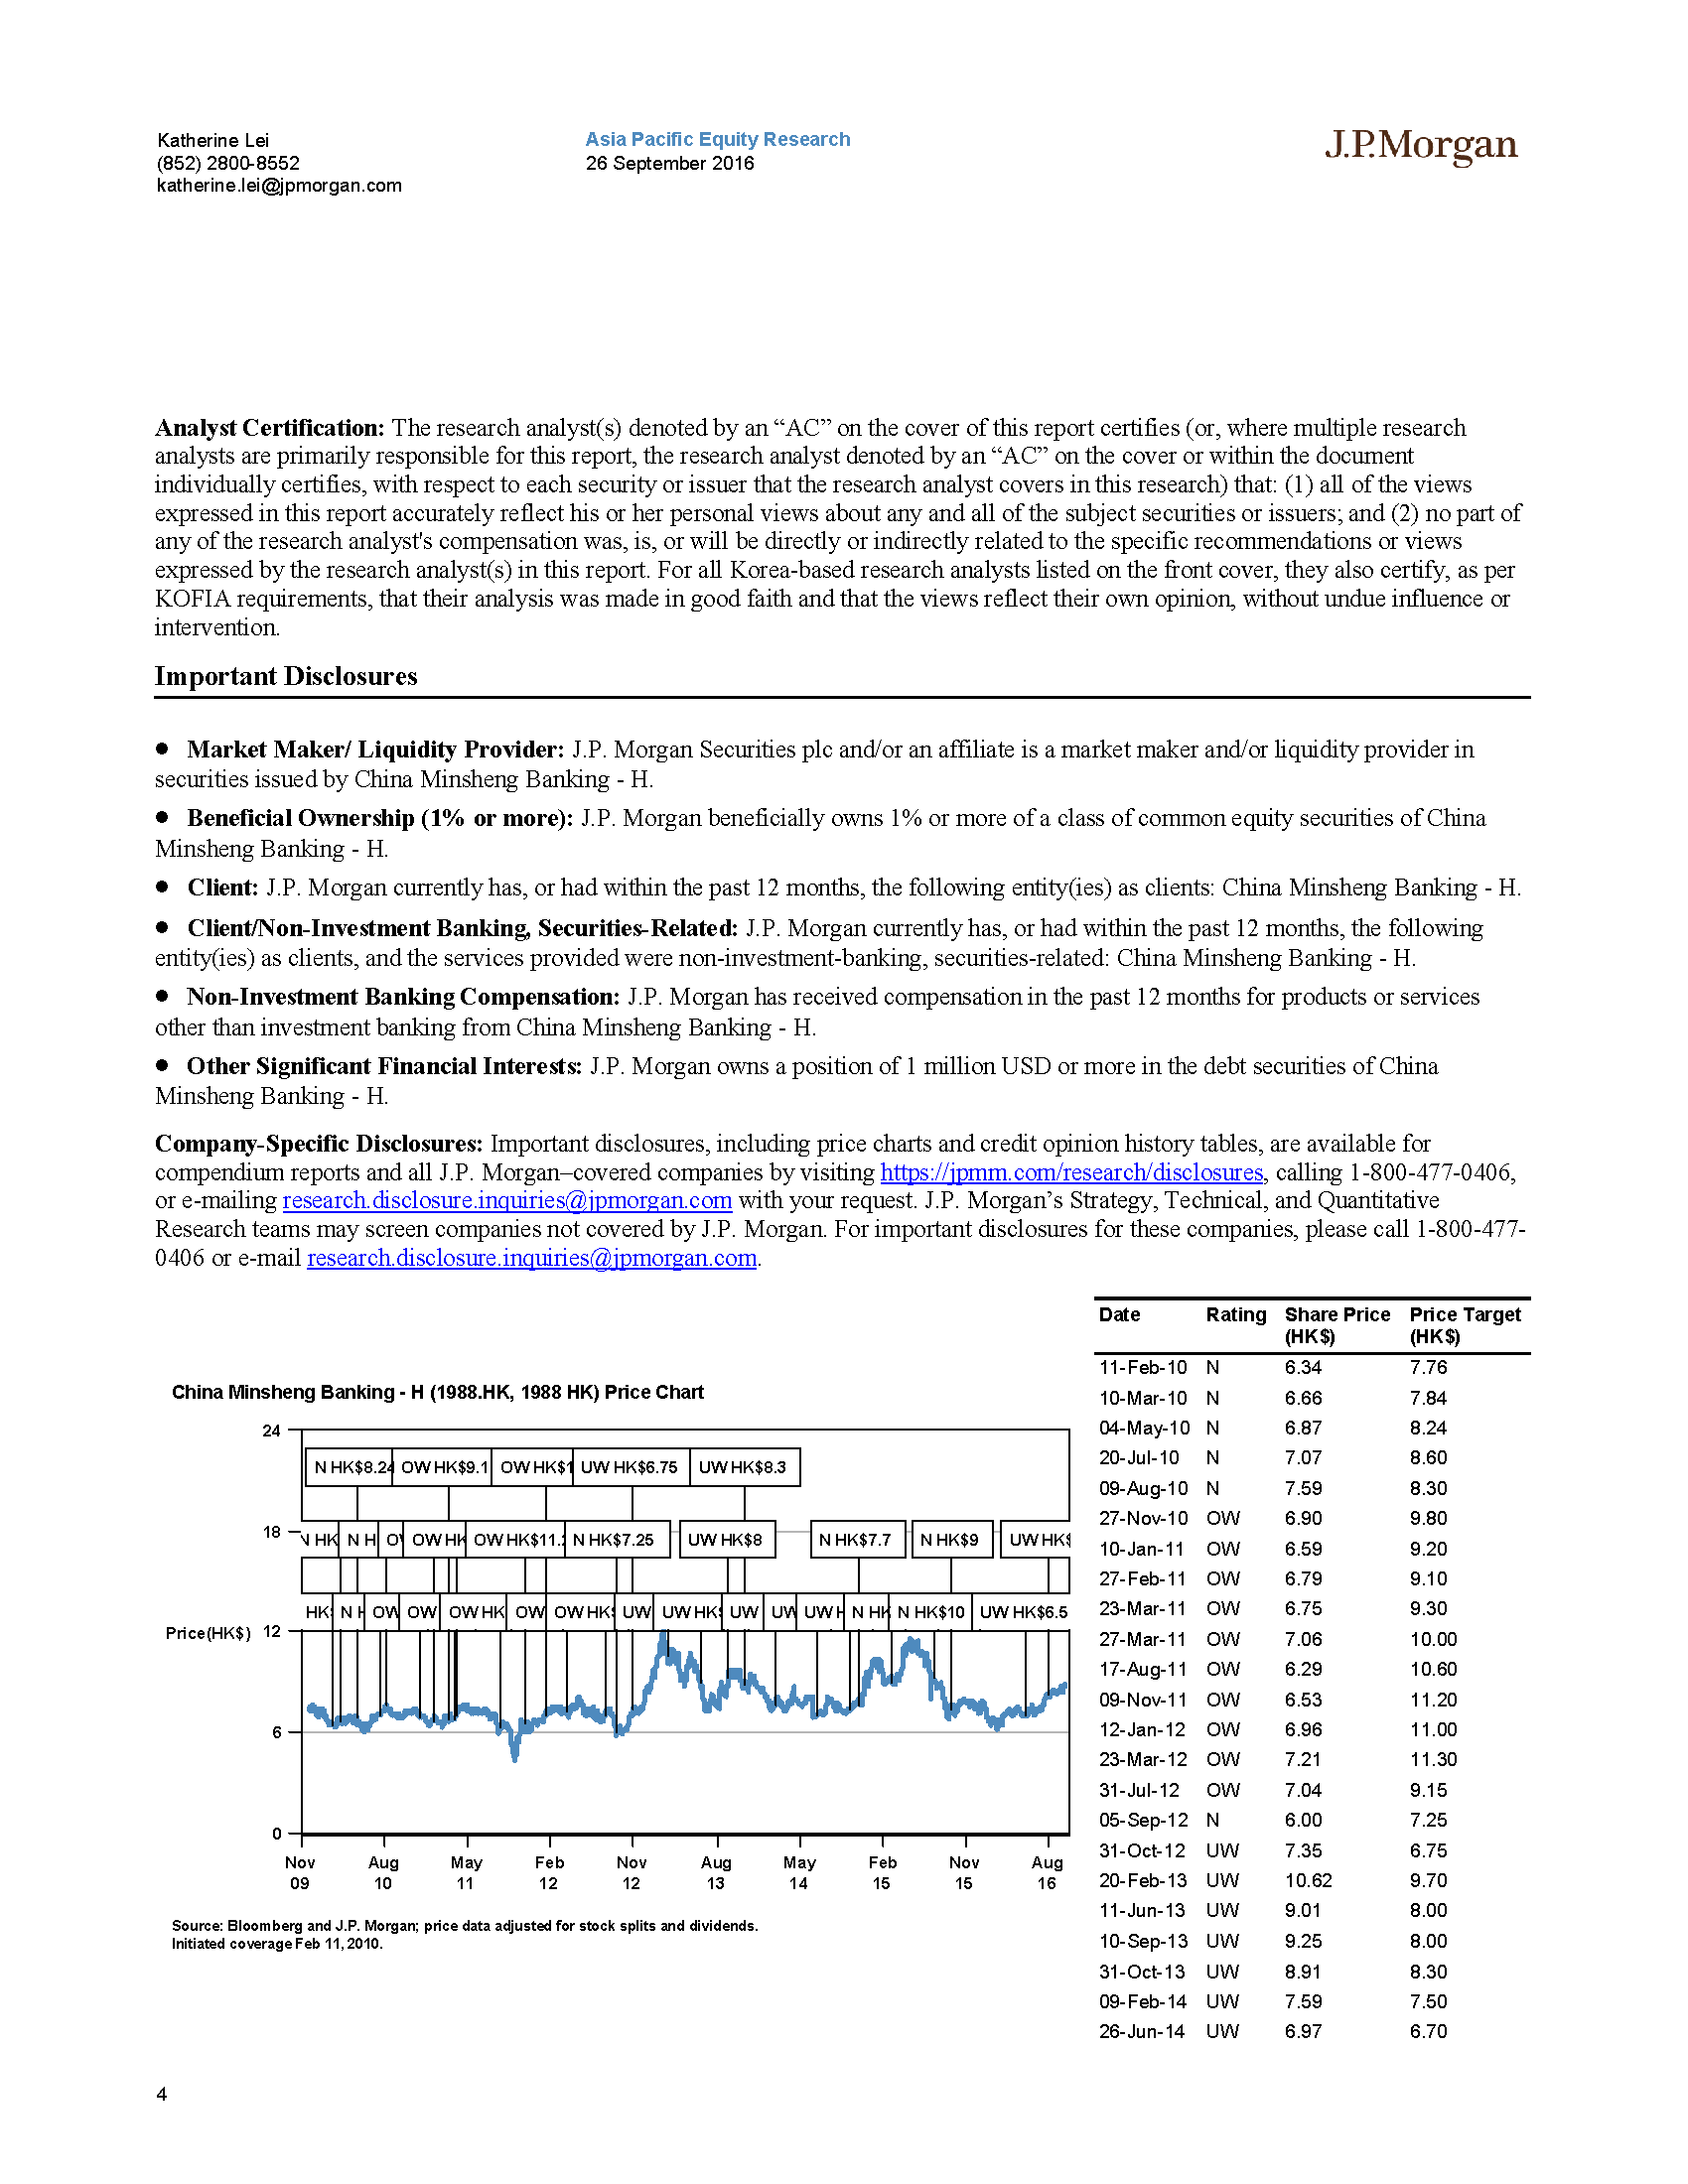 Katherine Lei
(852) 2800-8552
katherine.lei@jpmorgan.com
Asia Pacific Equity Research
26 September 2016
J.P.Morgan
Analyst Certification: The research analyst(s) denoted by an “AC” on the cover of this report certifies (or, where multiple research
analysts are primarily responsible for this report, the research analyst denoted by an “AC” on the cover or within the document
individually certifies, with respect to each security or issuer that the research analyst covers in this research) that: (1) all of the views
expressed in this report accurately reflect his or her personal views about any and all of the subject securities or issuers; and (2) no part of
any of the research analyst's compensation was, is, or will be directly or indirectly related to the specific recommendations or views
expressed by the research analyst(s) in this report. For all Korea-based research analysts listed on the front cover, they also certify, as per
KOFIA requirements, that their analysis was made in good faith and that the views reflect their own opinion, without undue influence or
intervention.
Important Disclosures
● Market Maker/ Liquidity Provider: J.P. Morgan Securities plc and/or an affiliate is a market maker and/or liquidity provider in
securities issued by China Minsheng Banking - H.
● Beneficial Ownership (1% or more): J.P. Morgan beneficially owns 1% or more of a class of common equity securities of China
Minsheng Banking - H.
● Client: J.P. Morgan currently has, or had within the past 12 months, the following entity(ies) as clients: China Minsheng Banking - H.
● Client/Non-Investment Banking, Securities-Related: J.P. Morgan currently has, or had within the past 12 months, the following
entity(ies) as clients, and the services provided were non-investment-banking, securities-related: China Minsheng Banking - H.
● Non-Investment Banking Compensation: J.P. Morgan has received compensation in the past 12 months for products or services
other than investment banking from China Minsheng Banking - H.
● Other Significant Financial Interests: J.P. Morgan owns a position of 1 million USD or more in the debt securities of China
Minsheng Banking - H.
Company-Specific Disclosures: Important disclosures, including price charts and credit opinion history tables, are available for
compendium reports and all J.P. Morgan–covered companies by visiting https://jpmm.com/research/disclosures, calling 1-800-477-0406,
or e-mailing research.disclosure.inquiries@jpmorgan.com with your request. J.P. Morgan’s Strategy, Technical, and Quantitative
Research teams may screen companies not covered by J.P. Morgan. For important disclosures for these companies, please call 1-800-477-
0406 or e-mail research.disclosure.inquiries@jpmorgan.com.
China Minsheng Banking - H (1988.HK, 1988 HK) Price Chart
24
N HK$8.24 OW HK$9.1 OW HK$1 UW HK$6.75 UW HK$8.3
18
N HK N H OW OW HK OW HK$11. N HK$7.25 UW HK$8 N HK$7.7 N HK$9 UW HK$
HK N H OW OW OW HK OW OW HK UW UW HK UW UW UW H N HK N HK$10 UW HK$6.5
Price(HK$) 12
6
0
Nov Aug May Feb Nov Aug May Feb Nov Aug
09 10 11 12 12 13 14 15 15 16
Source: Bloomberg and J.P. Morgan; price data adjusted for stock splits and dividends.
Initiated coverage Feb 11, 2010.
Date Rating Share Price Price Target
(HK$) (HK$)
11-Feb-10 N 6.34 7.76
10-Mar-10 N 6.66 7.84
04-May-10 N 6.87 8.24
20-Jul-10 N 7.07 8.60
09-Aug-10 N 7.59 8.30
27-Nov-10 OW 6.90 9.80
10-Jan-11 OW 6.59 9.20
27-Feb-11 OW 6.79 9.10
23-Mar-11 OW 6.75 9.30
27-Mar-11 OW 7.06 10.00
17-Aug-11 OW 6.29 10.60
09-Nov-11 OW 6.53 11.20
12-Jan-12 OW 6.96 11.00
23-Mar-12 OW 7.21 11.30
31-Jul-12 OW 7.04 9.15
05-Sep-12 N 6.00 7.25
31-Oct-12 UW 7.35 6.75
20-Feb-13 UW 10.62 9.70
11-Jun-13 UW 9.01 8.00
10-Sep-13 UW 9.25 8.00
31-Oct-13 UW 8.91 8.30
09-Feb-14 UW 7.59 7.50
26-Jun-14 UW 6.97 6.70
4